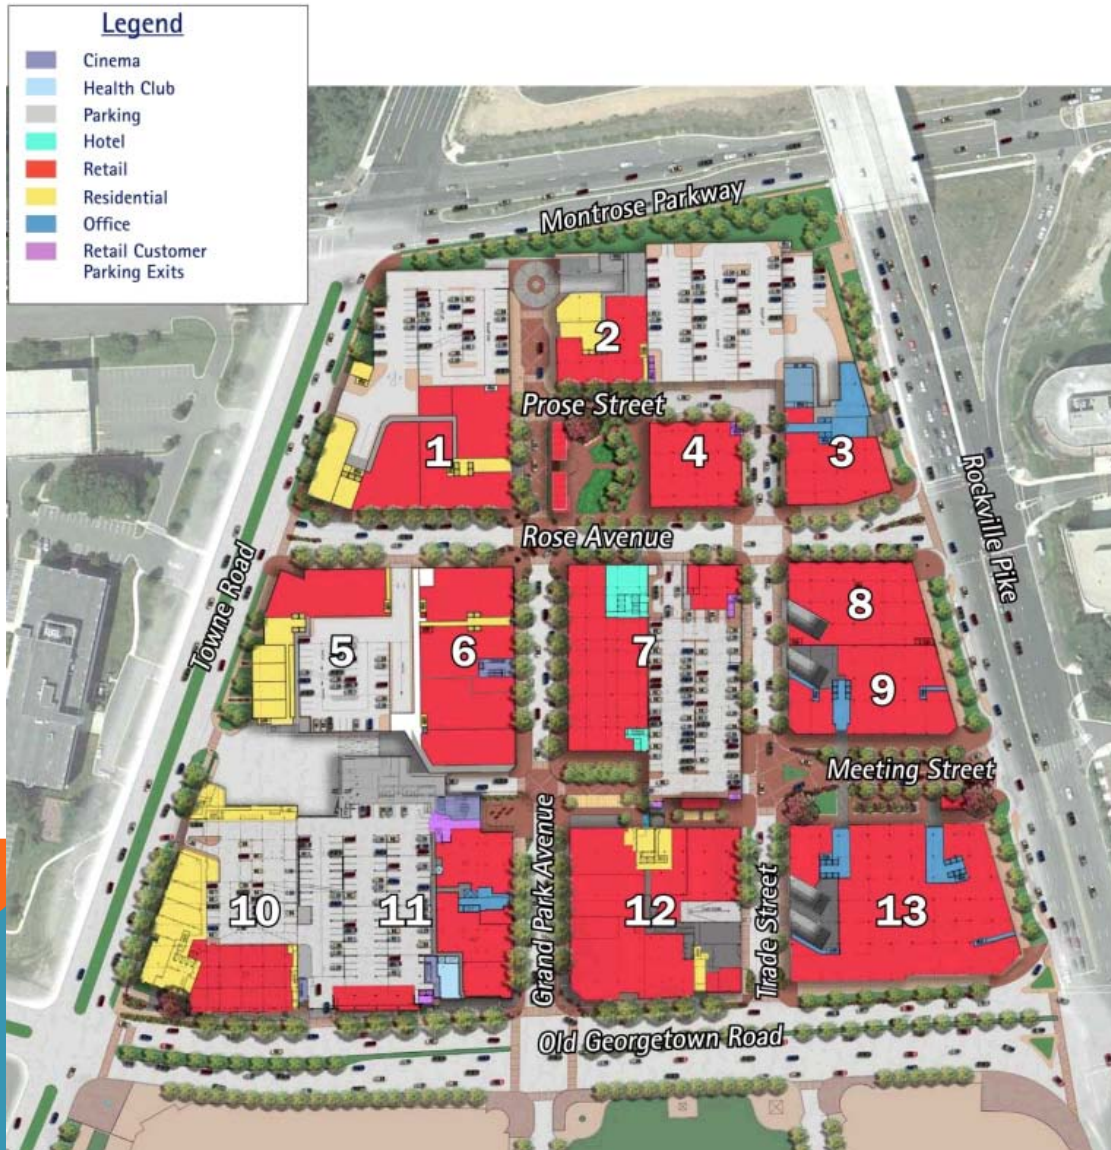 Legend
Cinema
Health Club
Parking
Hotel
Retail
Residential
Office
Retail Customer
Parking Exits
Montrose Parkway
2
Prose Street
1
4
3
Rose Avenue
Rockville Pike
Towne Road
8
5
6
7
9
Meeting Street
Grand Park Avenue
Trade Street
10
11
12
13
Old Georgetown Road